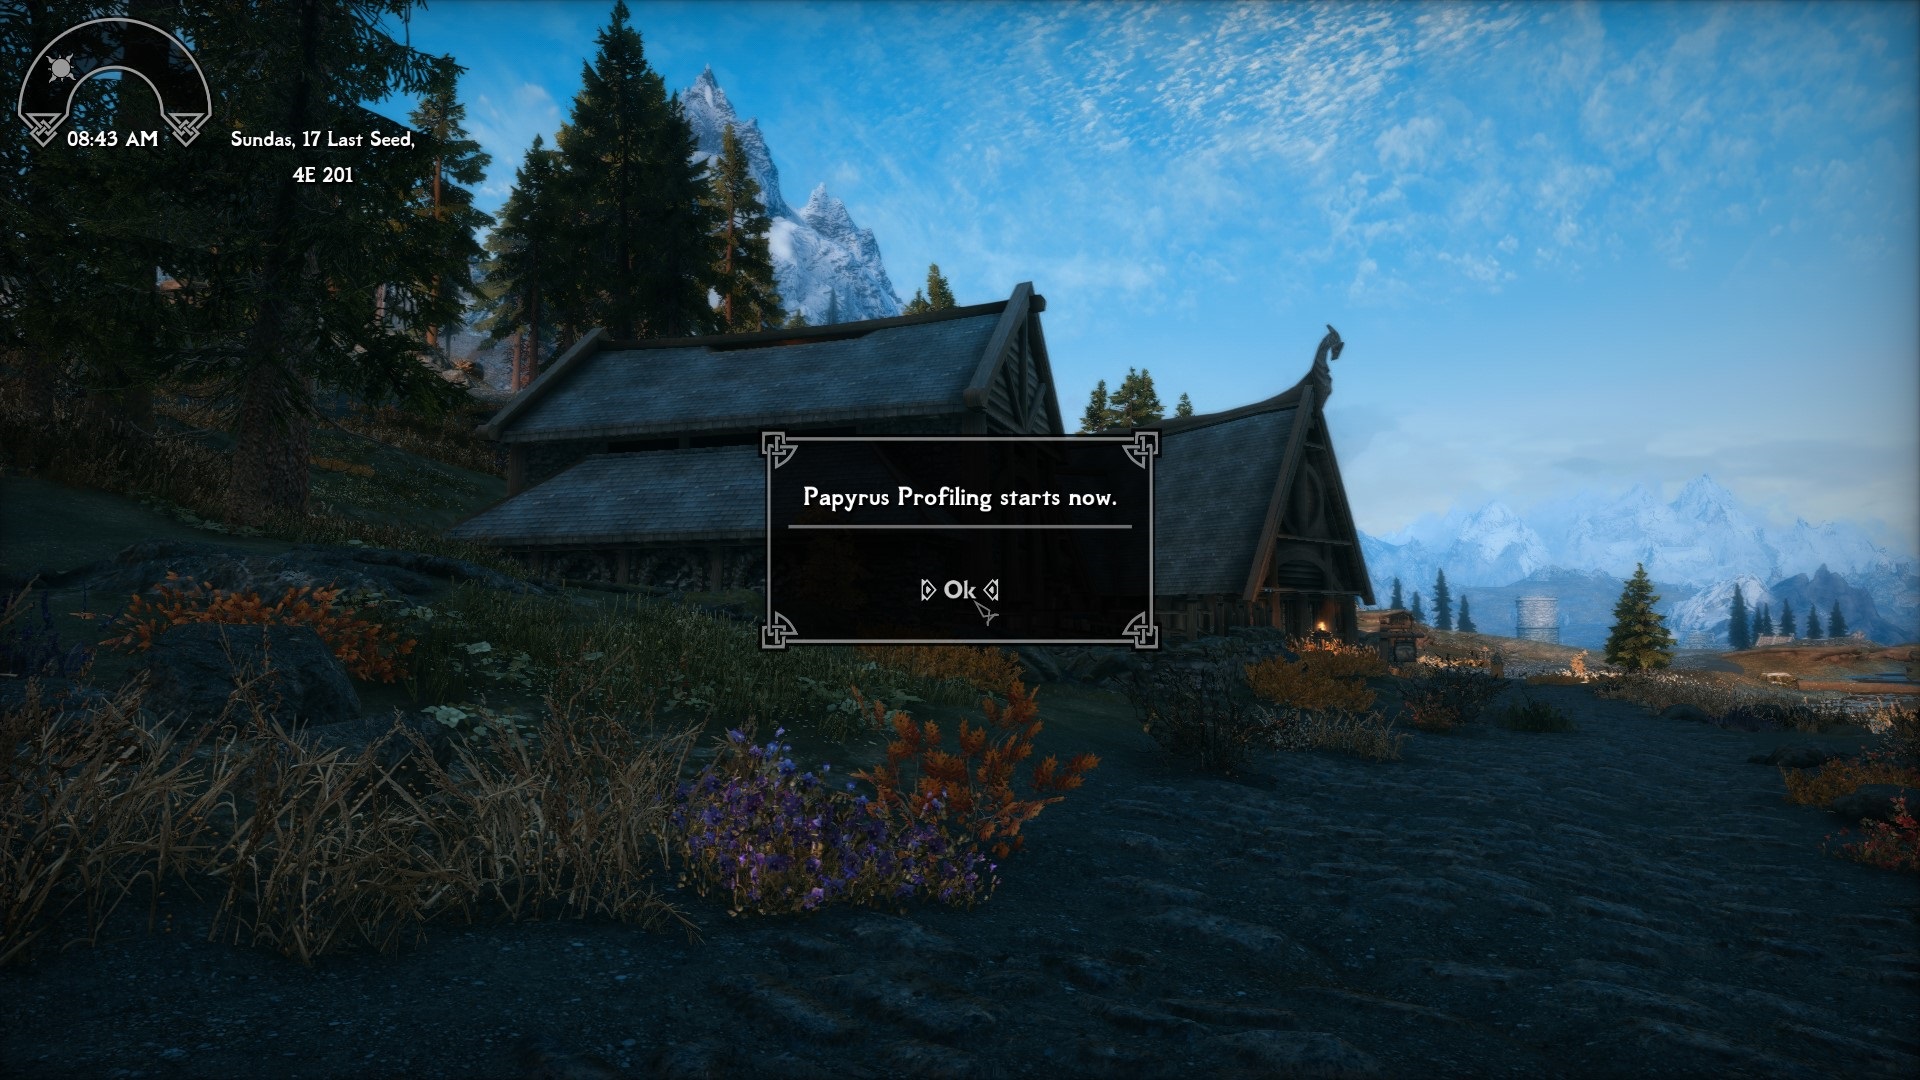 08:43 AM
Sundas, 17 Last Seed,
4E 201
Papyrus Profiling starts now.
Ok